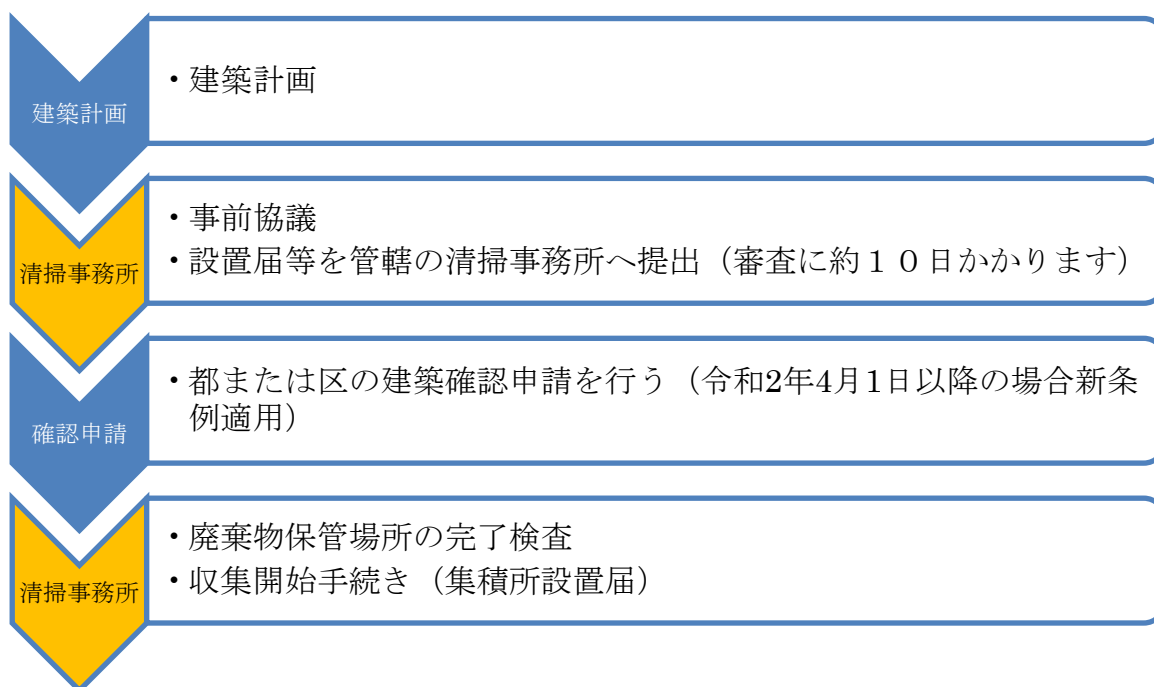 建築計画
・建築計画
清掃事務所
・事前協議
・設置届等を管轄の清掃事務所へ提出（審査に約１０日かかります）
確認申請
・都または区の建築確認申請を行う（令和2年4月1日以降の場合新条
例適用）
清掃事務所
・廃棄物保管場所の完了検査
・収集開始手続き（集積所設置届）